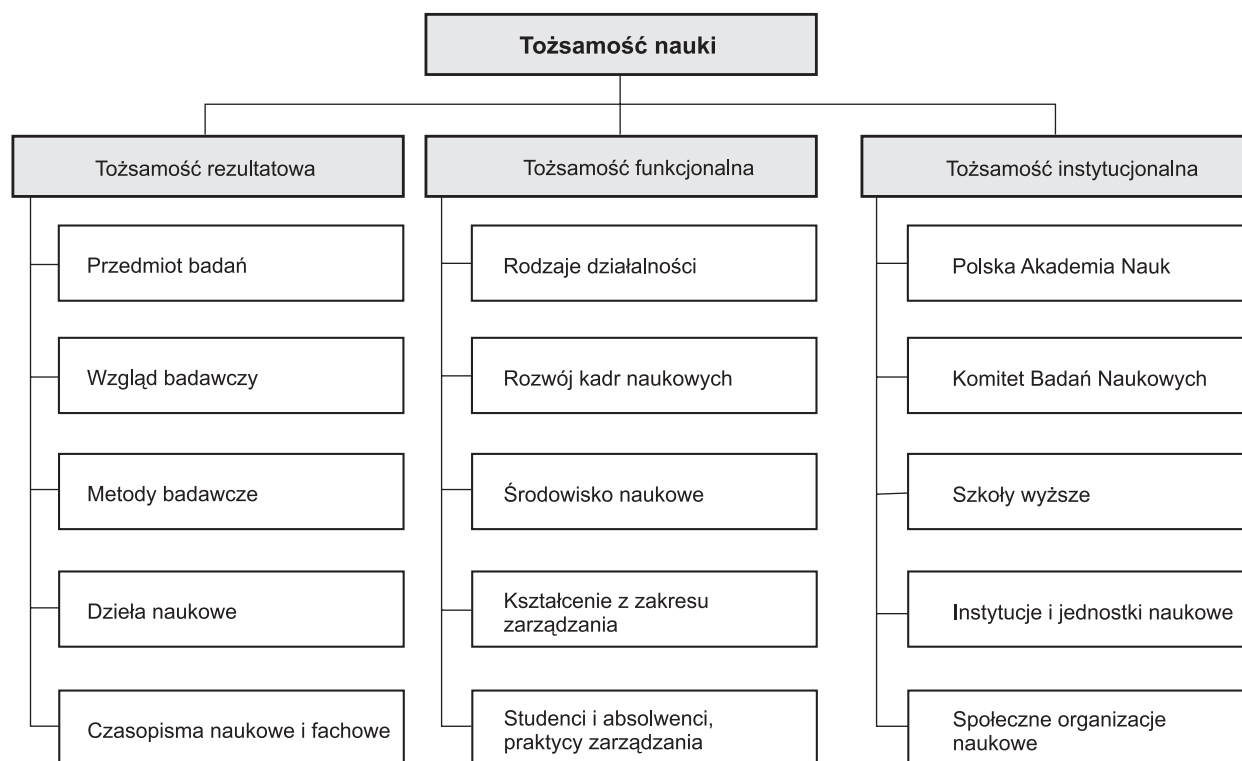 Tożsamość nauki
Tożsamość rezultatowa
Przedmiot badań
Wzgląd badawczy
Metody badawcze
Dzieła naukowe
Czasopisma naukowe i fachowe
Tożsamość funkcjonalna
Rodzaje działalności
Rozwój kadr naukowych
Środowisko naukowe
Kształcenie z zakresu
zarządzania
Studenci i absolwenci,
praktycy zarządzania
Tożsamość instytucjonalna
Polska Akademia Nauk
Komitet Badań Naukowych
Szkoły wyższe
Instytucje i jednostki naukowe
Społeczne organizacje
naukowe